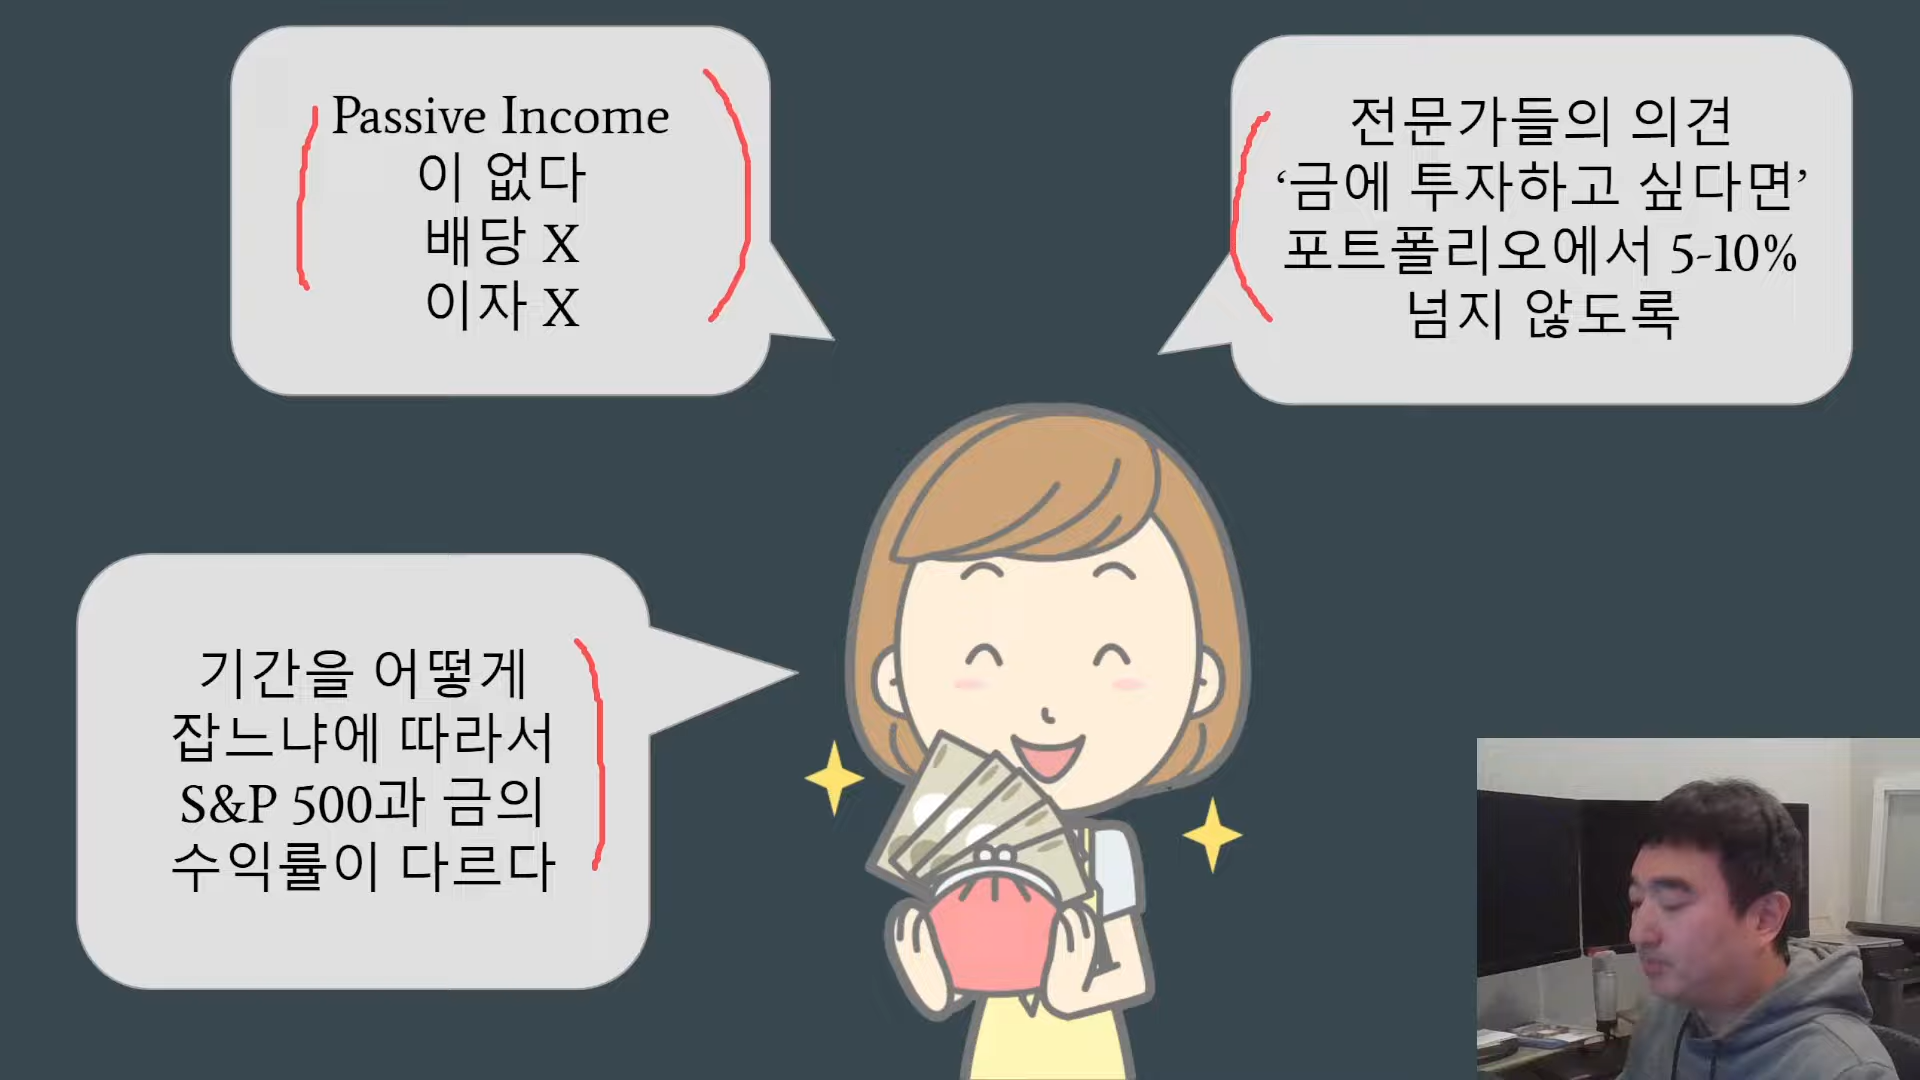 Passive Income
이 없다
배당 X
이자 X
전문가들의 의견
‘금에 투자하고 싶다면’
포트폴리오에서 5-10%
넘지 않도록
기간을 어떻게
잡느냐에 따라서
S&P 500과 금의
수익률이 다르다